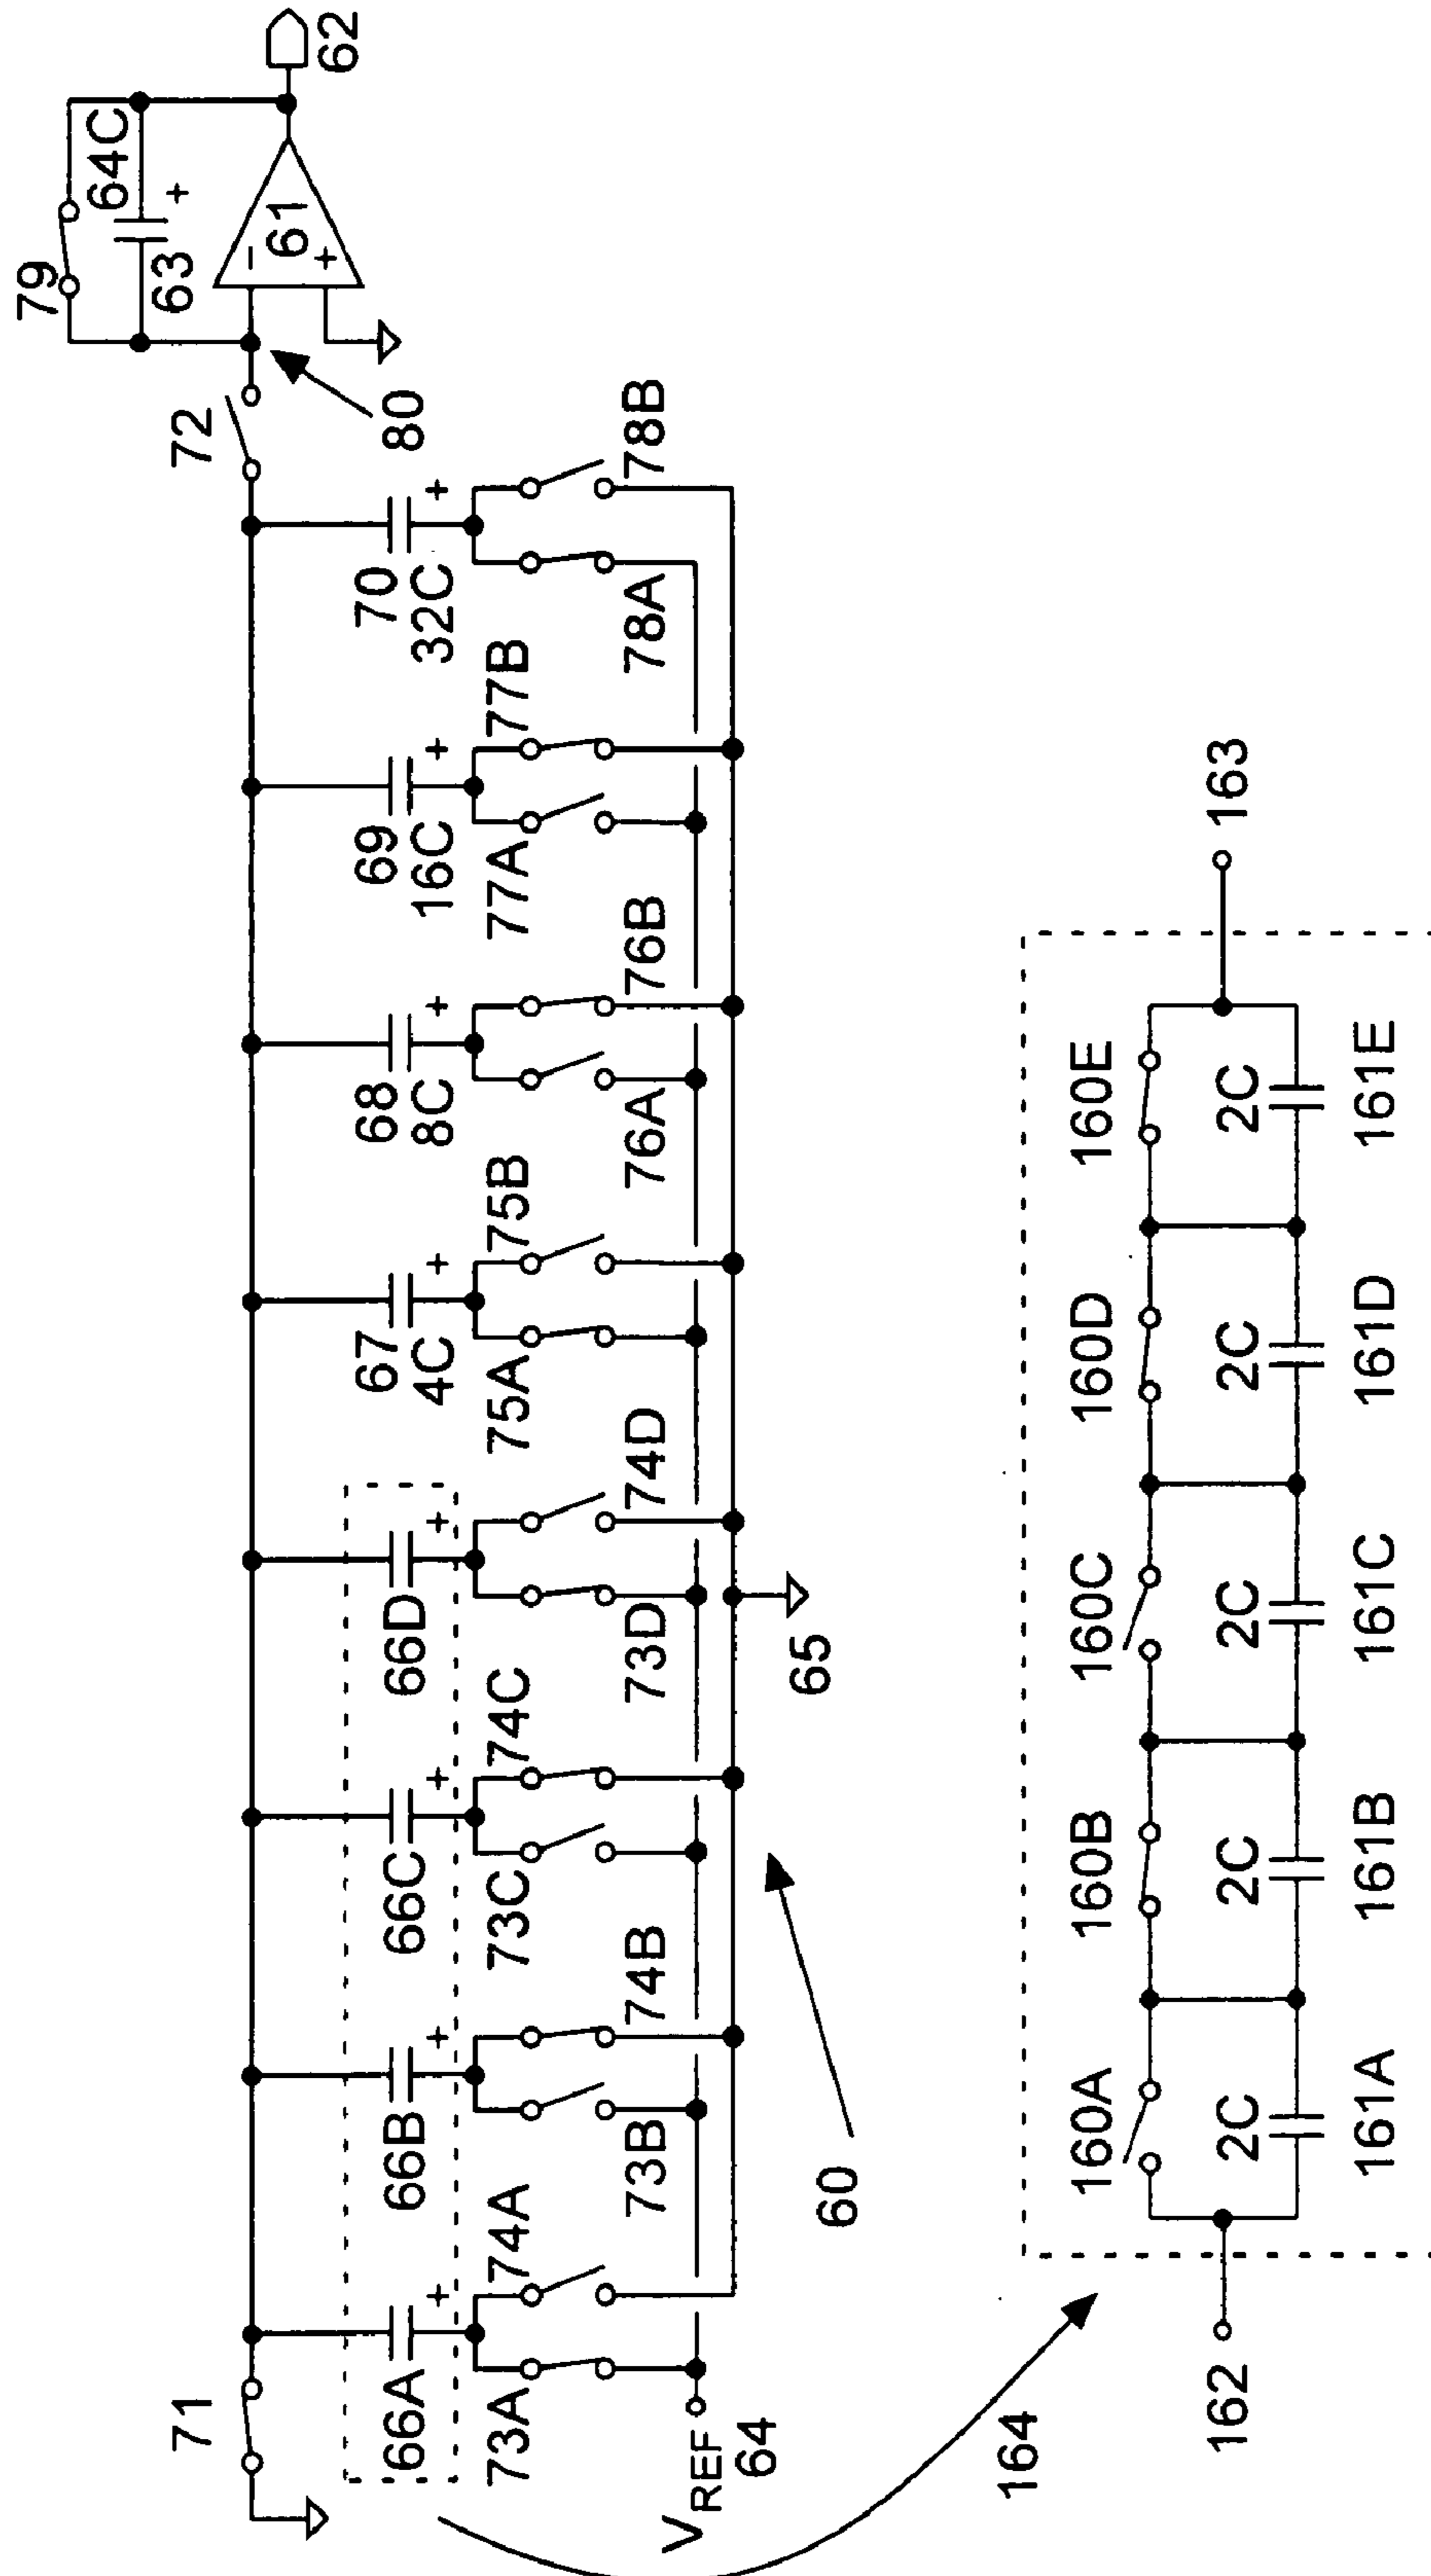 71
72
79
64C
63
61
−
+
+
62
80
66A
66B
66C
66D
67
4C
68
8C
69
16C
70
32C
+
+
+
+
+
+
+
+
73A
74A
73B
74B
73C
74C
73D
74D
75A
75B
76A
76B
77A
77B
78A
78B
VREF
64
60
65
164
160A
160B
160C
160D
160E
162
2C
2C
2C
2C
2C
163
161A
161B
161C
161D
161E